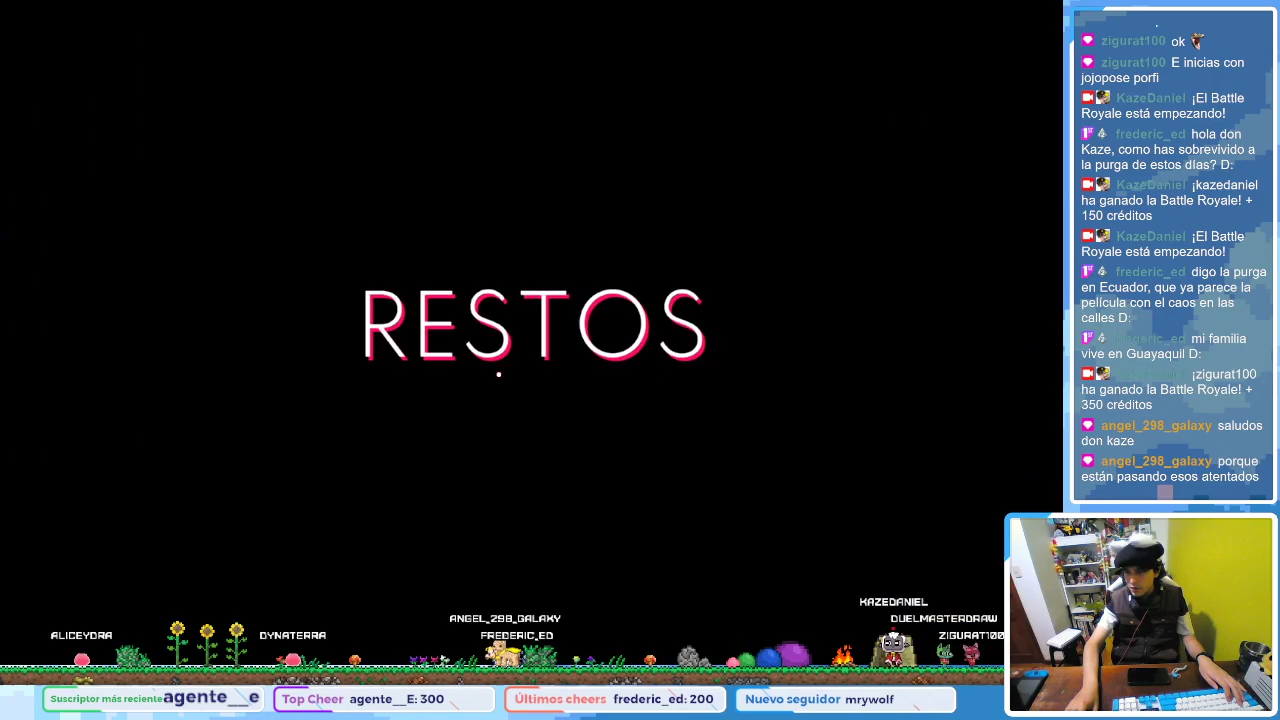 RESTOS
zigurat100 ok
zigurat100 E inicias con
jojopose porfi
KazeDaniel ¡El Battle
Royale está empezando!
1st frederic_ed hola don
Kaze, como has sobrevivido a
la purga de estos días? D:
KazeDaniel ¡kazedaniel
ha ganado la Battle Royale! +
150 créditos
KazeDaniel ¡El Battle
Royale está empezando!
1st frederic_ed digo la purga
en Ecuador, que ya parece la
película con el caos en las
calles D:
1st frederic_ed mi familia
vive en Guayaquil D:
KazeDaniel ¡zigurat100
ha ganado la Battle Royale! +
350 créditos
angel_298_galaxy saludos
don kaze
angel_298_galaxy porque
están pasando esos atentados
KAZEDANIEL
ANGEL_298_GALAXY DUELMASTERDRAW
ALICEYDRA DYNATERRA FREDERIC_ED ZIGURAT100
Suscriptor más reciente agente__e Top Cheer agente__E: 300 Últimos cheers frederic_ed: 200 Nuevo seguidor mrywolf